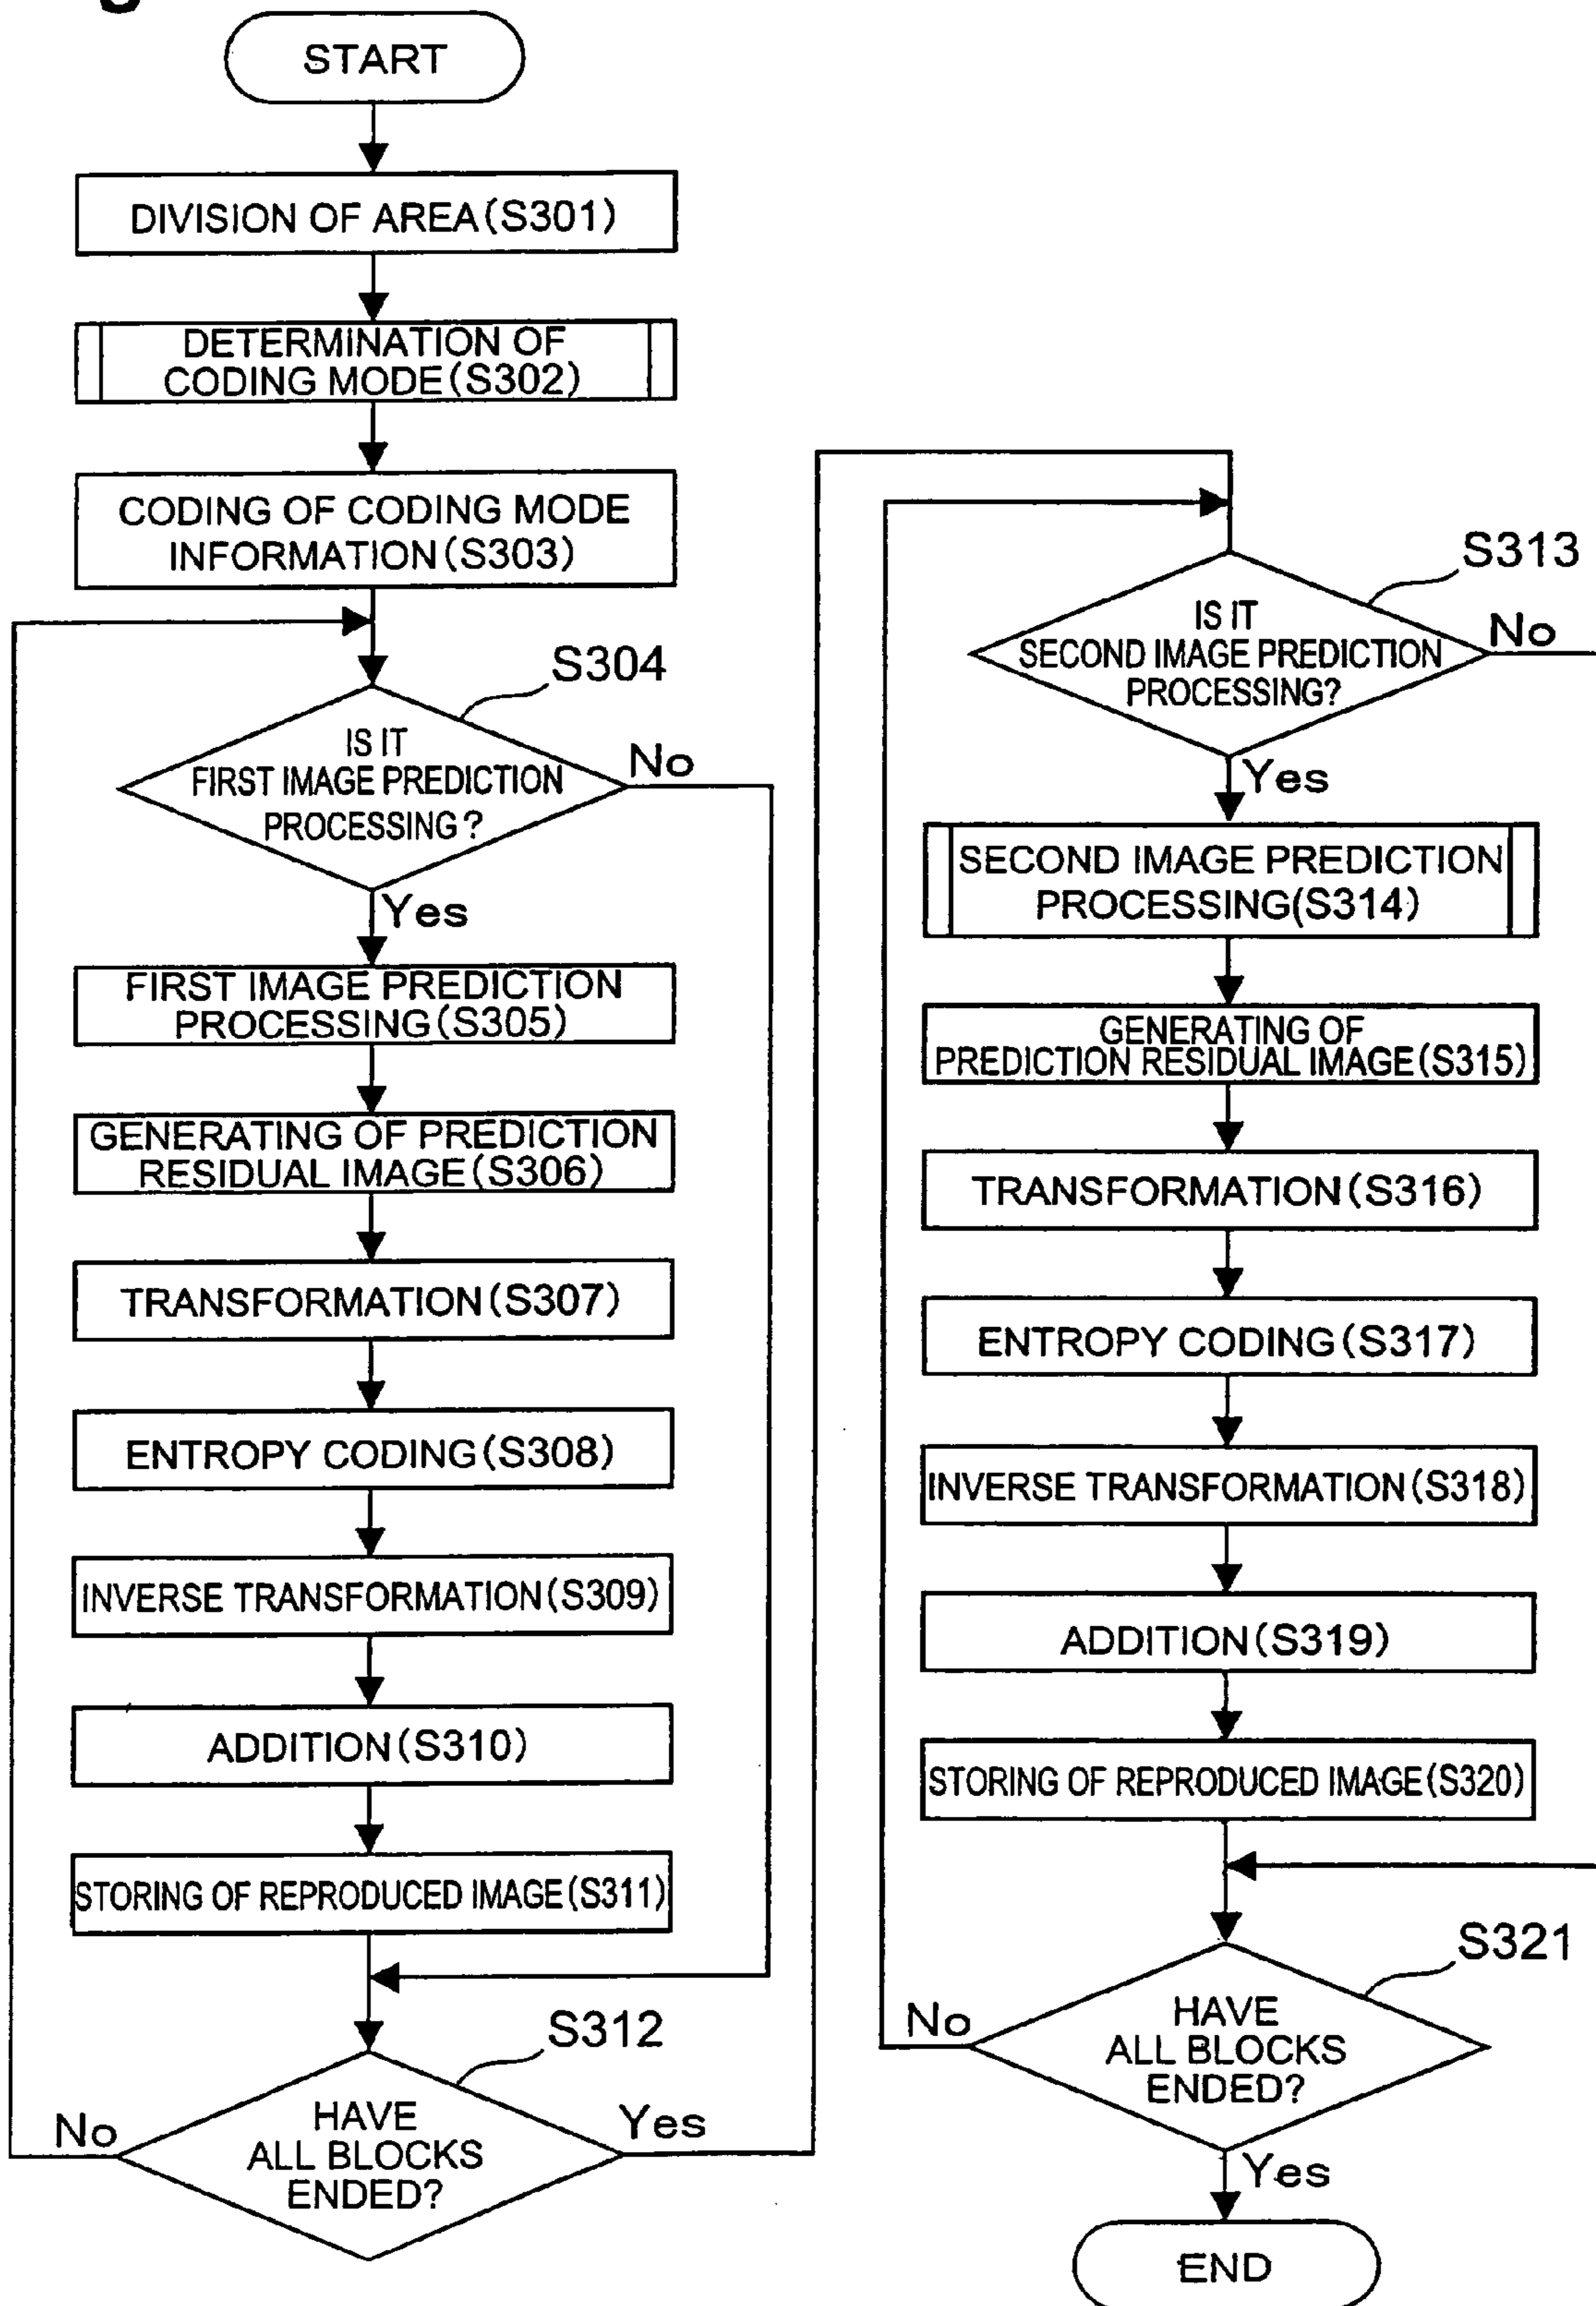 START
DIVISION OF AREA(S301)
DETERMINATION OF
CODING MODE(S302)
CODING OF CODING MODE
INFORMATION(S303)
S304
IS IT
FIRST IMAGE PREDICTION
PROCESSING?
No
Yes
FIRST IMAGE PREDICTION
PROCESSING(S305)
GENERATING OF PREDICTION
RESIDUAL IMAGE(S306)
TRANSFORMATION(S307)
ENTROPY CODING(S308)
INVERSE TRANSFORMATION(S309)
ADDITION(S310)
STORING OF REPRODUCED IMAGE(S311)
S312
HAVE
ALL BLOCKS
ENDED?
No
Yes
S313
IS IT
SECOND IMAGE PREDICTION
PROCESSING?
No
Yes
SECOND IMAGE PREDICTION
PROCESSING(S314)
GENERATING OF
PREDICTION RESIDUAL IMAGE(S315)
TRANSFORMATION(S316)
ENTROPY CODING(S317)
INVERSE TRANSFORMATION(S318)
ADDITION(S319)
STORING OF REPRODUCED IMAGE(S320)
S321
HAVE
ALL BLOCKS
ENDED?
No
Yes
END